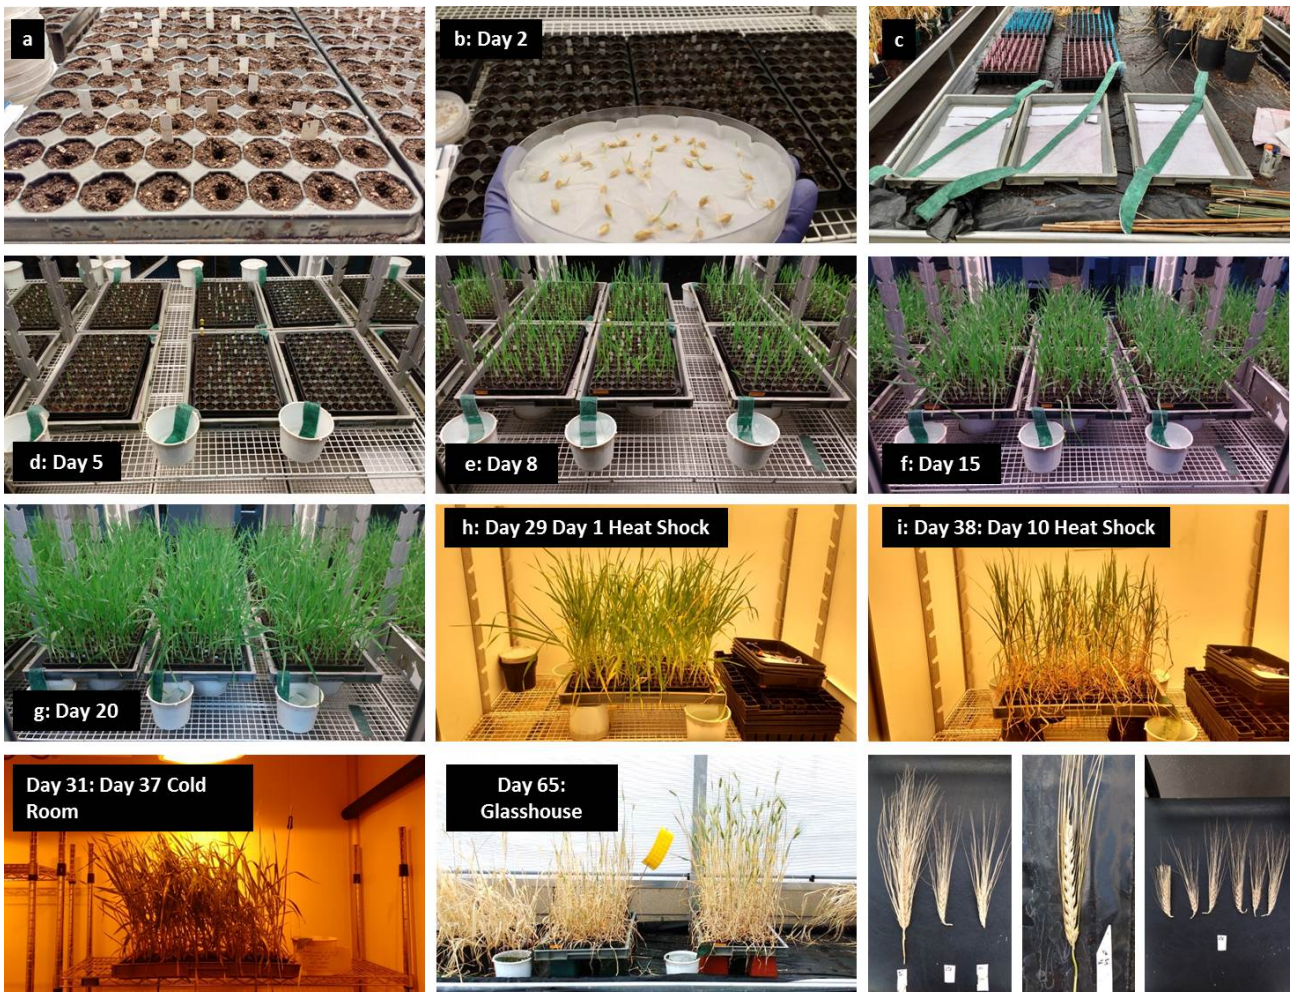 a
b: Day 2
c
d: Day 5
e: Day 8
f: Day 15
g: Day 20
h: Day 29 Day 1 Heat Shock
i: Day 38: Day 10 Heat Shock
Day 31: Day 37 Cold
Room
Day 65:
Glasshouse